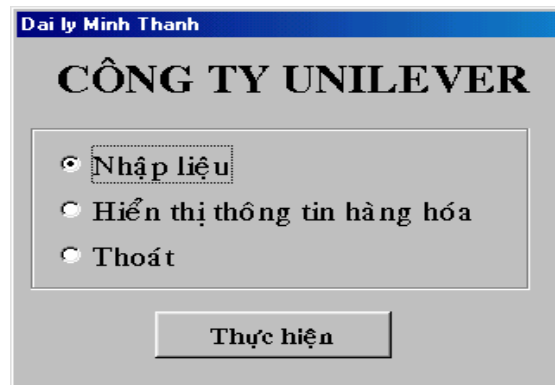 Dai ly Minh Thanh
CÔNG TY UNILEVER
Nhập liệu
Hiển thị thông tin hàng hóa
Thoát
Thực hiện